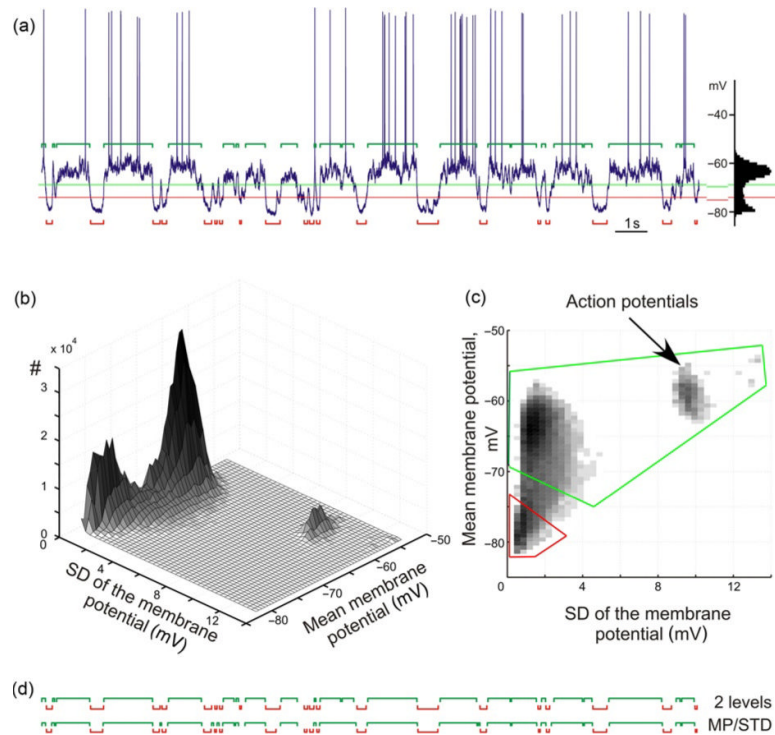 (a)
mV
−40
−60
−80
1s
(b)
#
x 10⁴
3
2
1
0
0
4
8
12
SD of the membrane
potential (mV)
−80
−70
−60
−50
Mean membrane
potential (mV)
(c)
Action potentials
−50
−60
−70
−80
Mean membrane potential,
mV
0
4
8
12
SD of the membrane
potential (mV)
(d)
2 levels
MP/STD